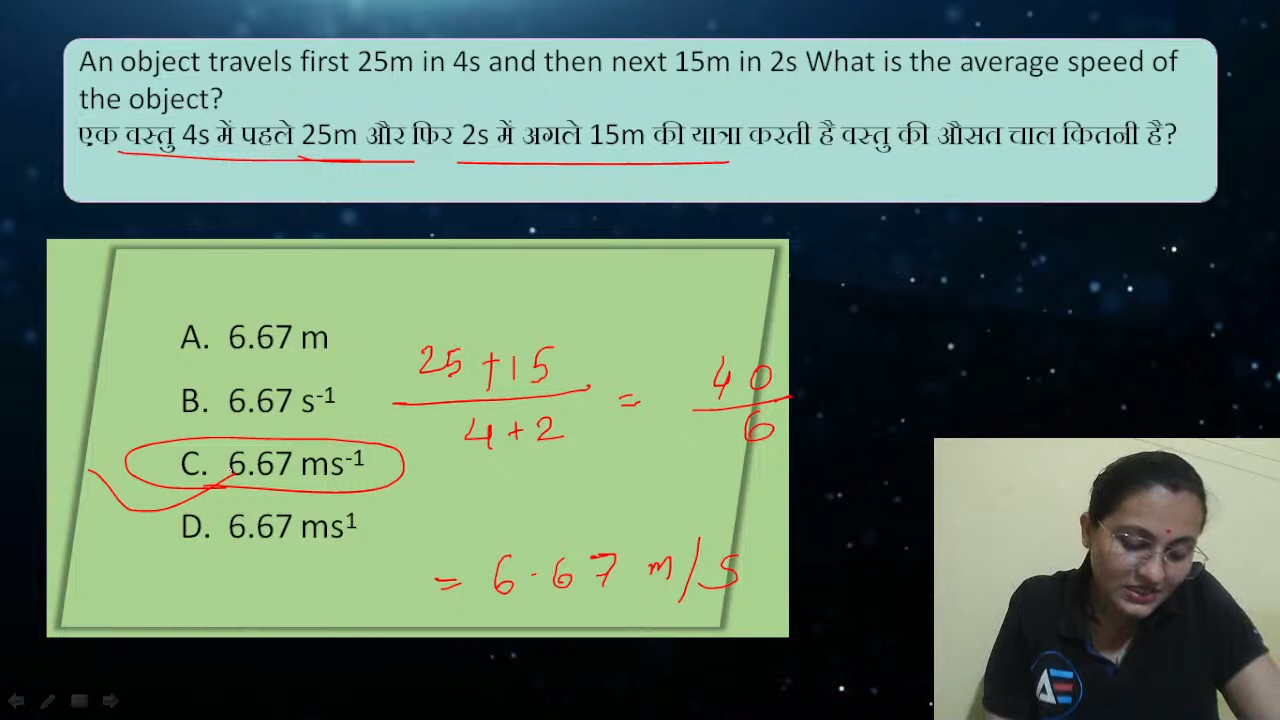 An object travels first 25m in 4s and then next 15m in 2s What is the average speed of
the object?
एक वस्तु 4s में पहले 25m और फिर 2s में अगले 15m की यात्रा करती है वस्तु की औसत चाल कितनी है?
A. 6.67 m
B. 6.67 s⁻¹
C. 6.67 ms⁻¹
D. 6.67 ms¹
25 + 15
4 + 2
=
40
6
= 6.67 m/s
AE